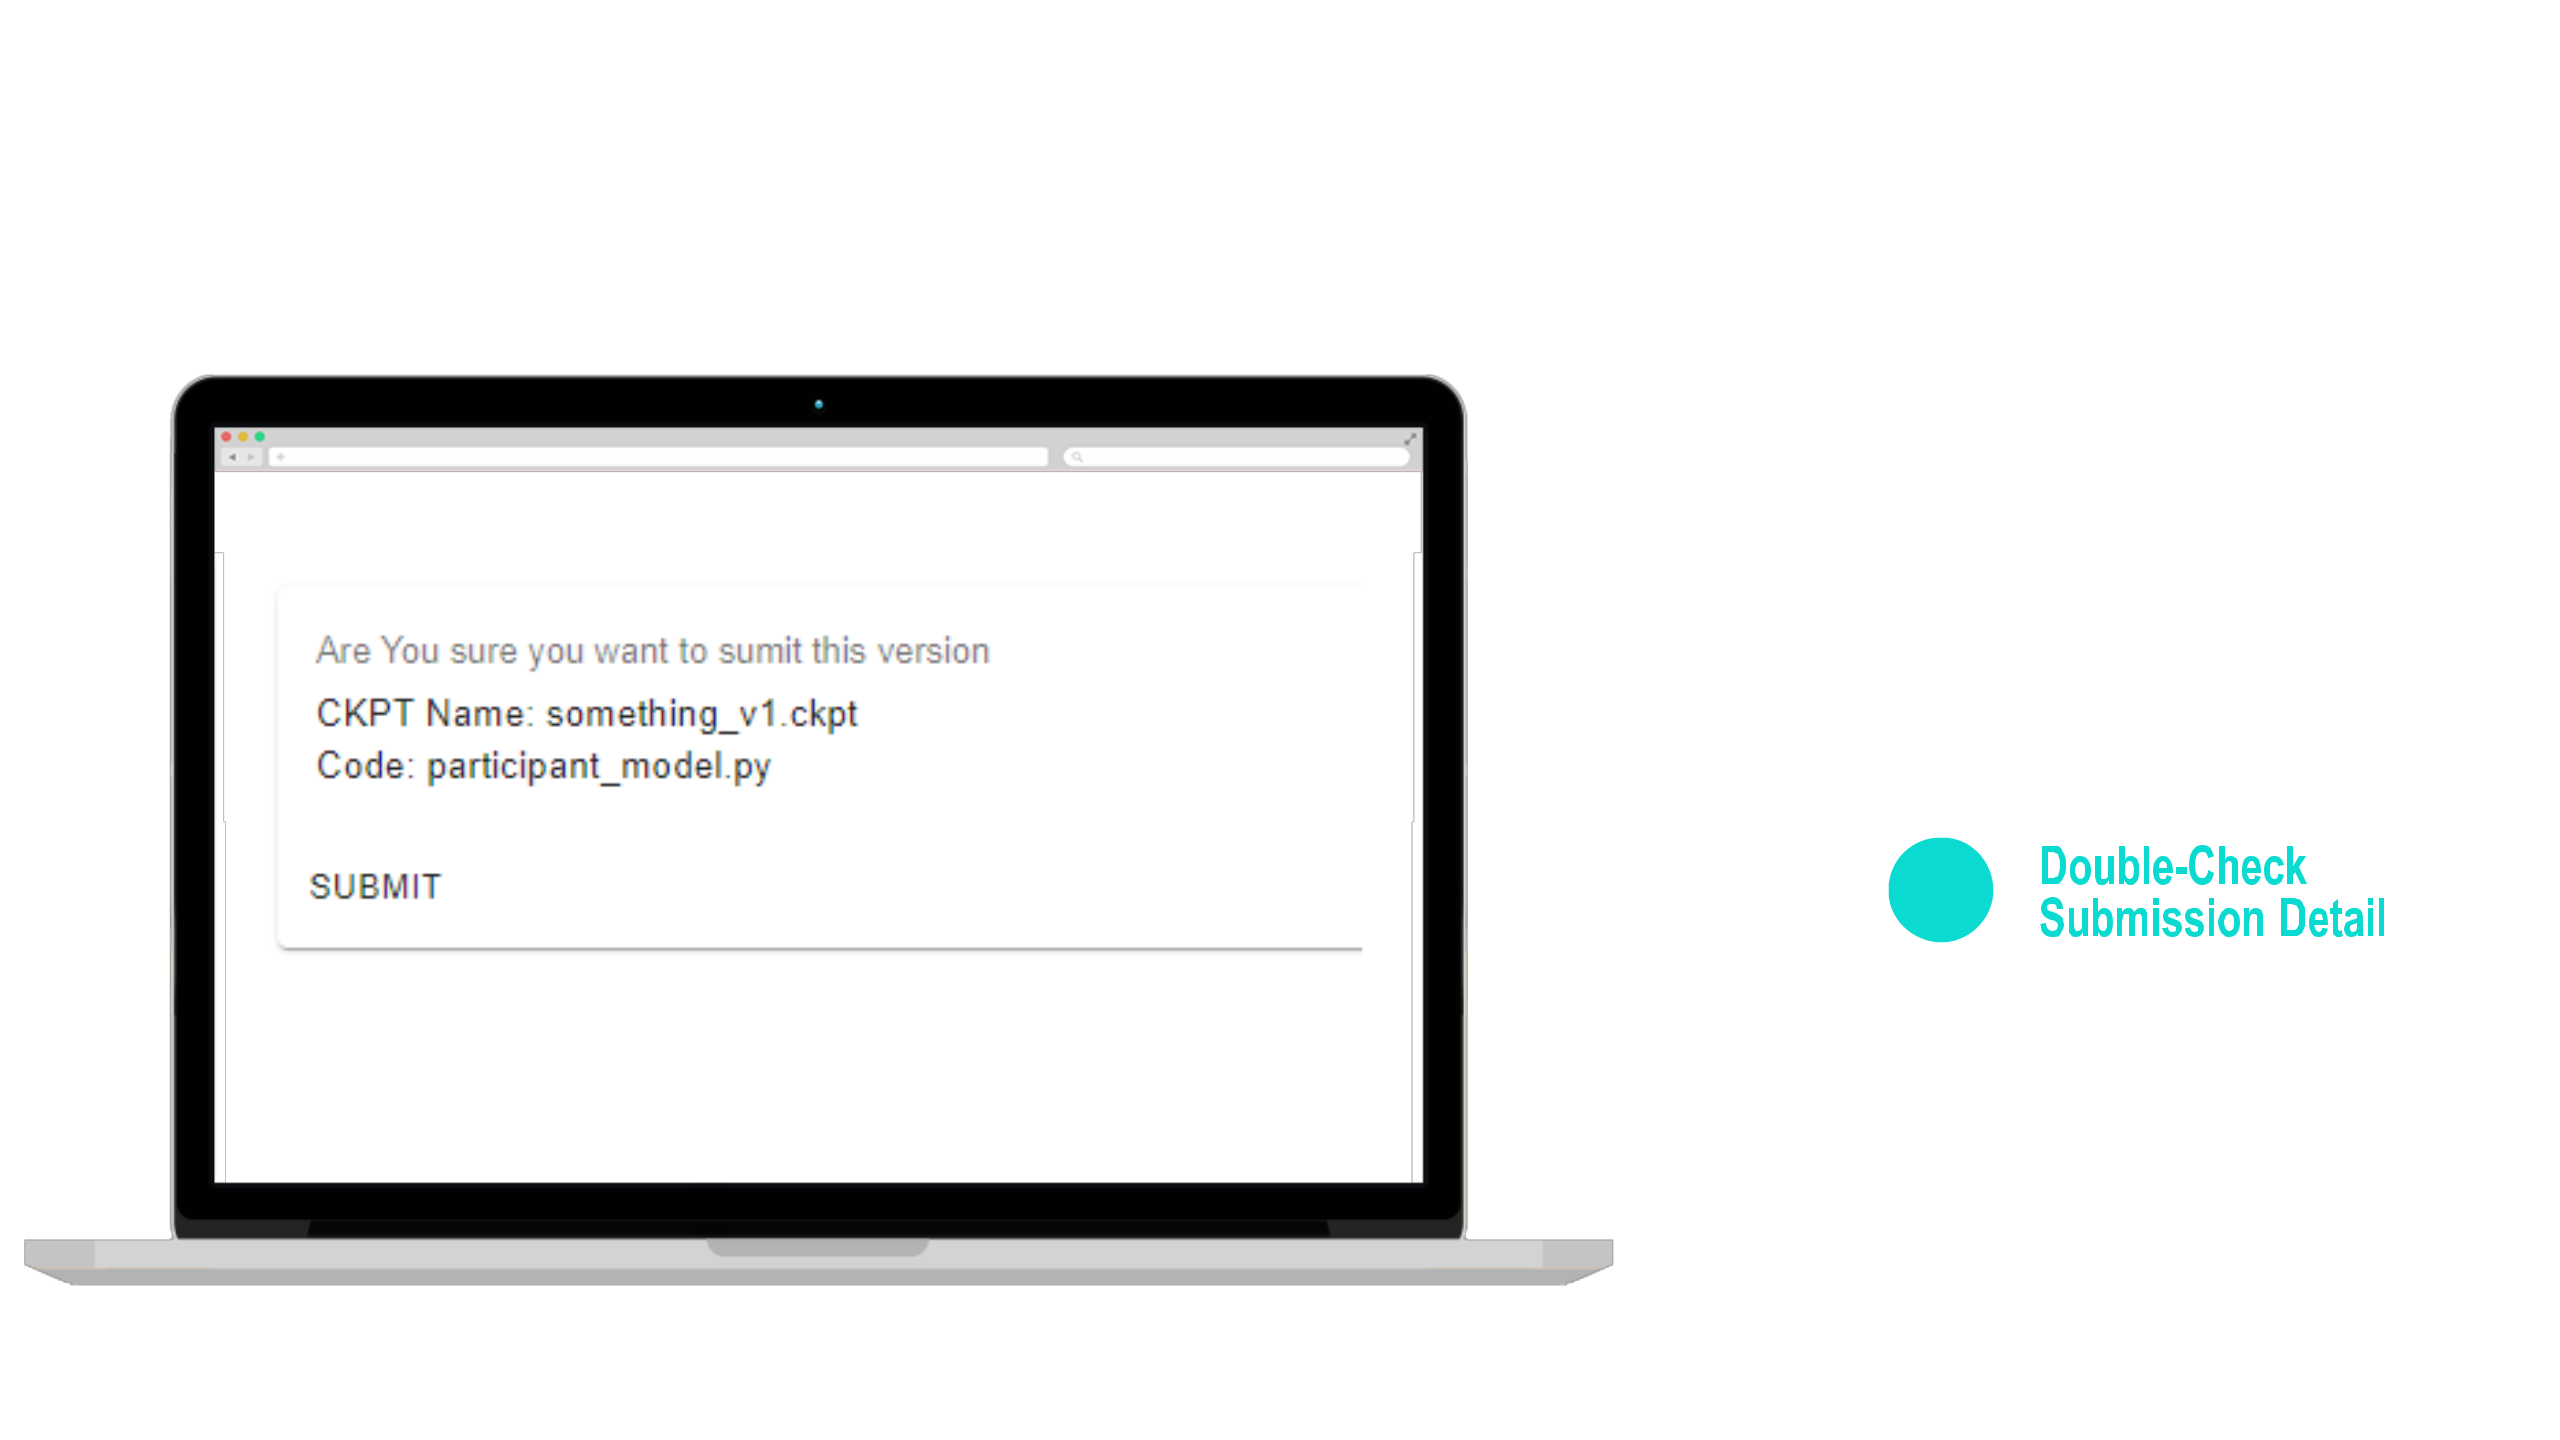 Are You sure you want to sumit this version
CKPT Name: something_v1.ckpt
Code: participant_model.py
SUBMIT
Double-Check
Submission Detail